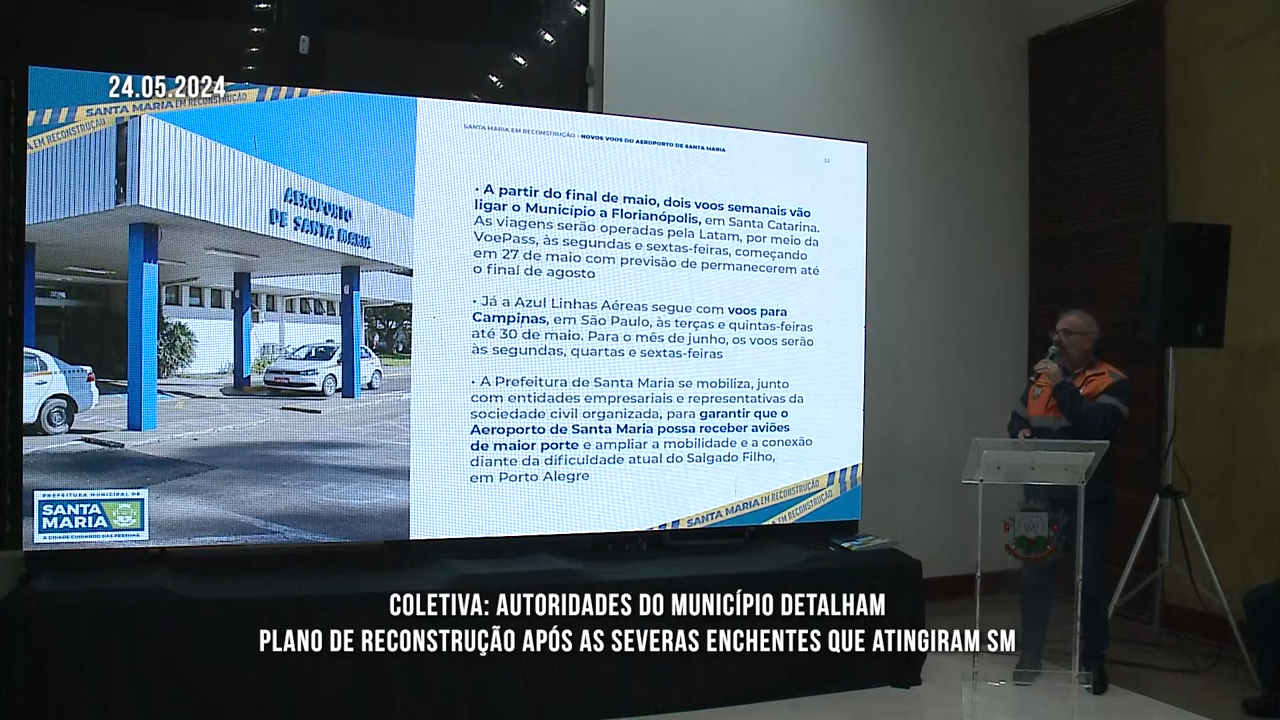 24.05.2024
SANTA MARIA EM RECONSTRUÇÃO
A EM RECONSTRUÇÃO
AEROPORTO
DE SANTA MARIA
PREFEITURA MUNICIPAL DE
SANTA
MARIA
A CIDADE CUIDANDO DAS PESSOAS
SANTA MARIA EM RECONSTRUÇÃO - NOVOS VOOS DO AEROPORTO DE SANTA MARIA
12
• A partir do final de maio, dois voos semanais vão
ligar o Município a Florianópolis, em Santa Catarina.
As viagens serão operadas pela Latam, por meio da
VoePass, às segundas e sextas-feiras, começando
em 27 de maio com previsão de permanecerem até
o final de agosto
• Já a Azul Linhas Aéreas segue com voos para
Campinas, em São Paulo, às terças e quintas-feiras
até 30 de maio. Para o mês de junho, os voos serão
às segundas, quartas e sextas-feiras
• A Prefeitura de Santa Maria se mobiliza, junto
com entidades empresariais e representativas da
sociedade civil organizada, para garantir que o
Aeroporto de Santa Maria possa receber aviões
de maior porte e ampliar a mobilidade e a conexão
diante da dificuldade atual do Salgado Filho,
em Porto Alegre
SANTA MARIA EM RECONSTRUÇÃO
A EM RECONSTRUÇÃO
COLETIVA: AUTORIDADES DO MUNICÍPIO DETALHAM
PLANO DE RECONSTRUÇÃO APÓS AS SEVERAS ENCHENTES QUE ATINGIRAM SM